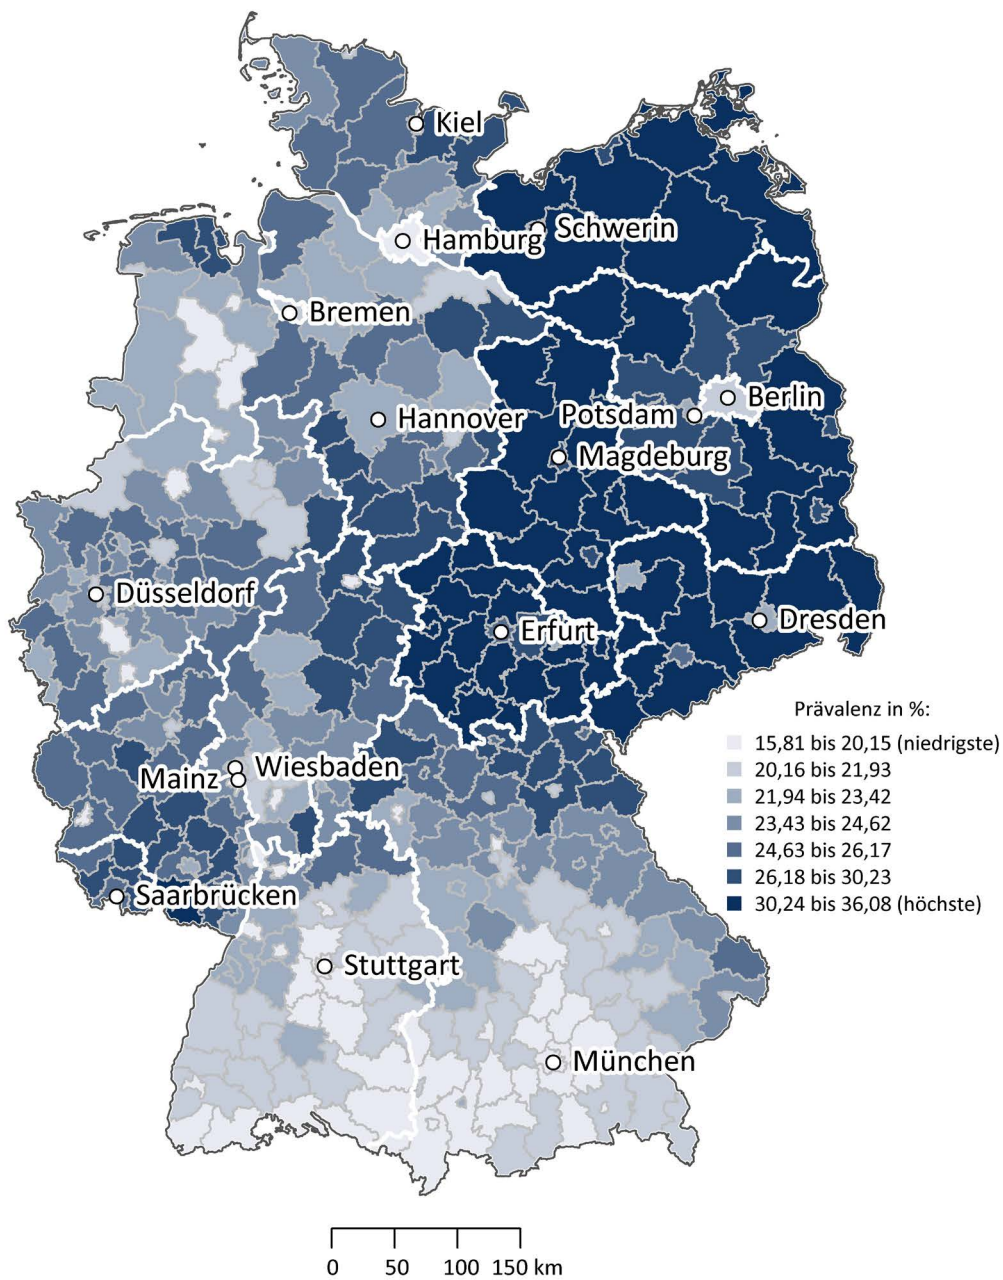 Kiel
Schwerin
Hamburg
Bremen
Berlin
Hannover
Potsdam
Magdeburg
Düsseldorf
Erfurt
Dresden
Prävalenz in %:
15,81 bis 20,15 (niedrigste)
20,16 bis 21,93
21,94 bis 23,42
23,43 bis 24,62
24,63 bis 26,17
26,18 bis 30,23
30,24 bis 36,08 (höchste)
Wiesbaden
Mainz
Saarbrücken
Stuttgart
München
0 50 100 150 km